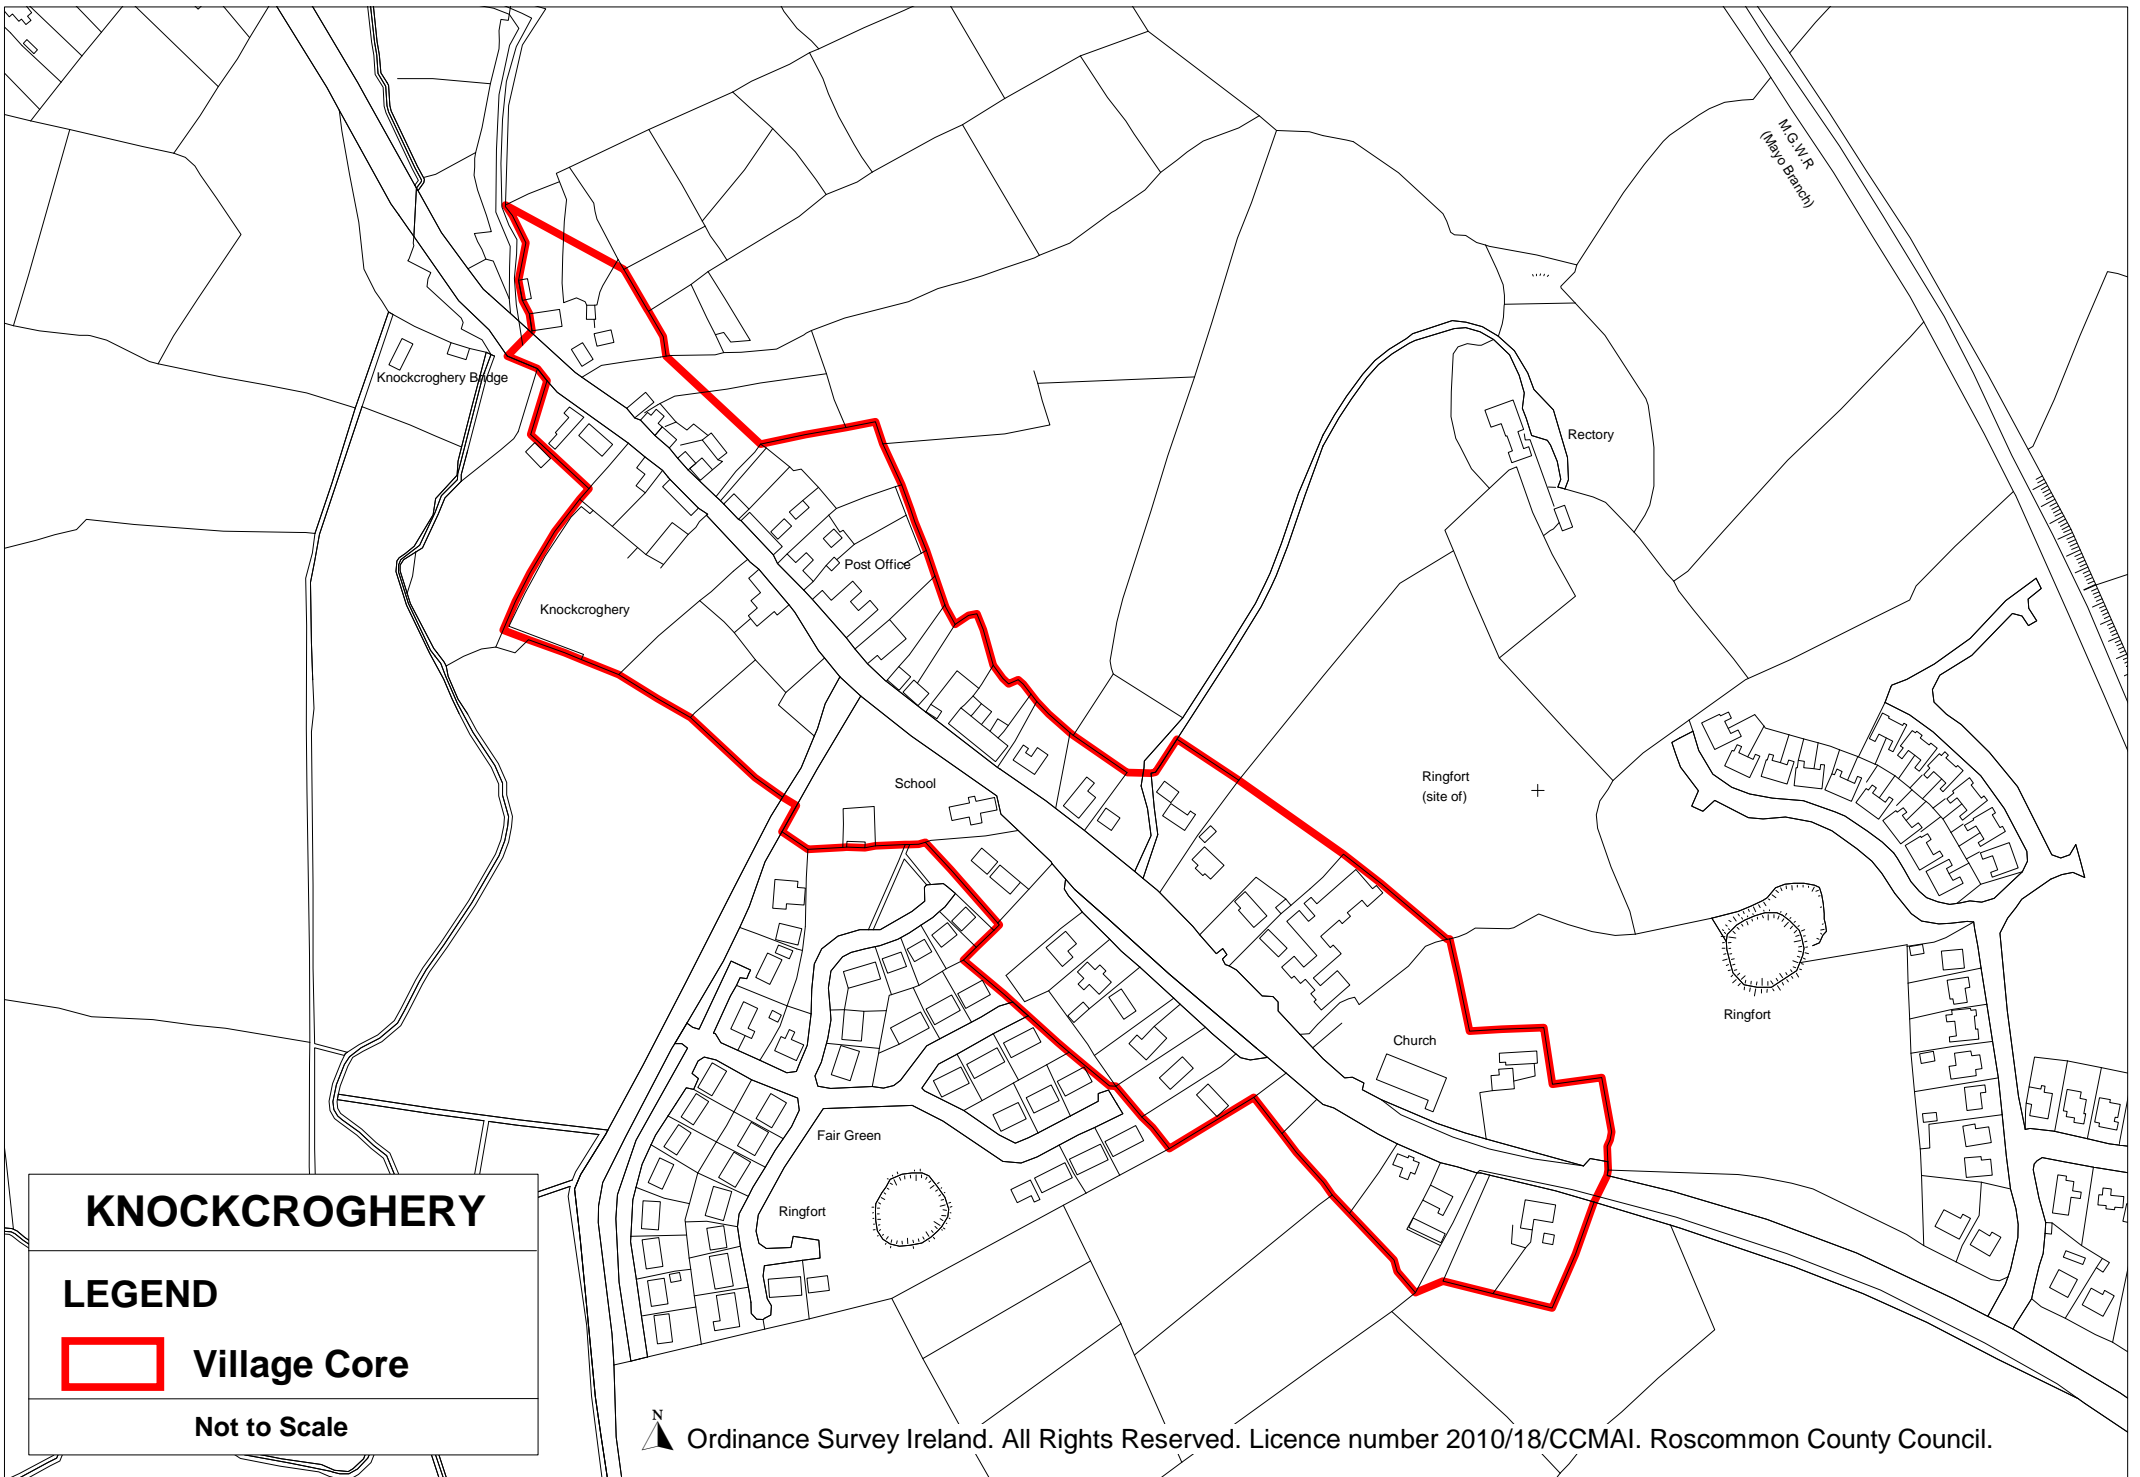 M.G.W.R
(Mayo Branch)
Knockcroghery Bridge
Rectory
Post Office
Knockcroghery
School
Ringfort
(site of)
Ringfort
Church
Fair Green
Ringfort
KNOCKCROGHERY
LEGEND
Village Core
Not to Scale
N
Ordinance Survey Ireland. All Rights Reserved. Licence number 2010/18/CCMAI. Roscommon County Council.